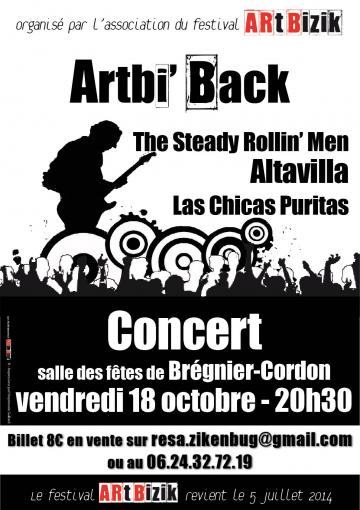 organisé par l'association du festival ARt BiziK
Artbi' Back
The Steady Rollin' Men
Altavilla
Las Chicas Puritas
Concert
salle des fêtes de Brégnier-Cordon
vendredi 18 octobre - 20h30
Billet 8€ en vente sur resa.zikenbug@gmail.com
ou au 06.24.32.72.19
Le festival ARt BiziK revient le 5 juillet 2014